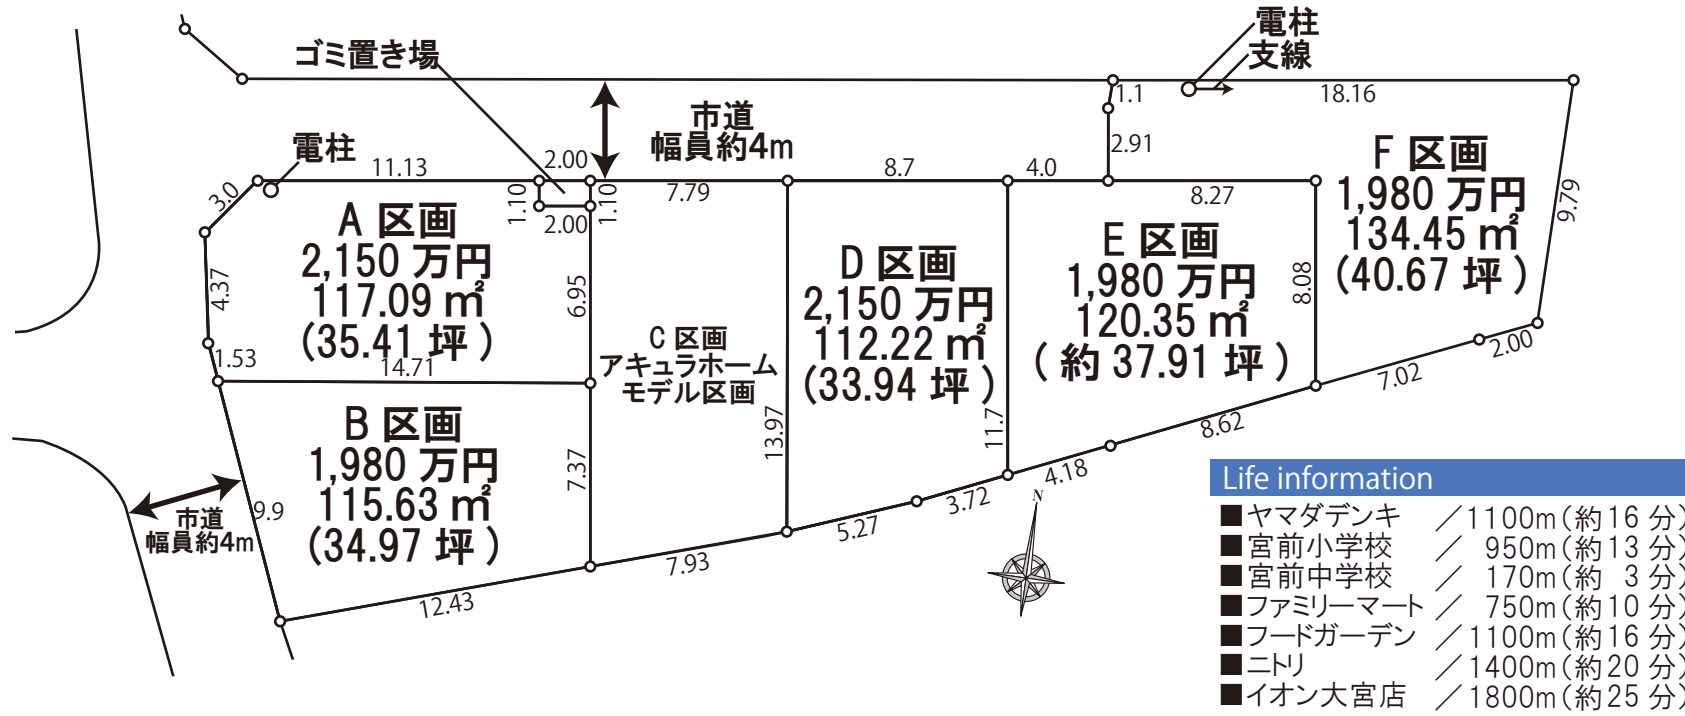 電柱
支線
ゴミ置き場
1.1
18.16
市道
幅員約4m
電柱
2.91
11.13
2.00
8.7
4.0
3.0
1.10
1.10
7.79
8.27
2.00
9.79
A 区画
2,150 万円
117.09 ㎡
(35.41 坪 )
4.37
6.95
1.53
14.71
B 区画
1,980 万円
115.63 ㎡
(34.97 坪 )
7.37
9.9
12.43
市道
幅員約4m
C 区画
アキュラホーム
モデル区画
13.97
7.93
D 区画
2,150 万円
112.22 ㎡
(33.94 坪 )
11.7
5.27
3.72
E 区画
1,980 万円
120.35 ㎡
( 約 37.91 坪 )
8.08
4.18
8.62
F 区画
1,980 万円
134.45 ㎡
(40.67 坪 )
7.02
2.00
N
Life information
■ヤマダデンキ ／1100m(約16 分)
■宮前小学校 ／ 950m(約13 分)
■宮前中学校 ／ 170m(約 3 分)
■ファミリーマート ／ 750m(約10 分)
■フードガーデン ／1100m(約16 分)
■ニトリ ／1400m(約20 分)
■イオン大宮店 ／1800m(約25 分)